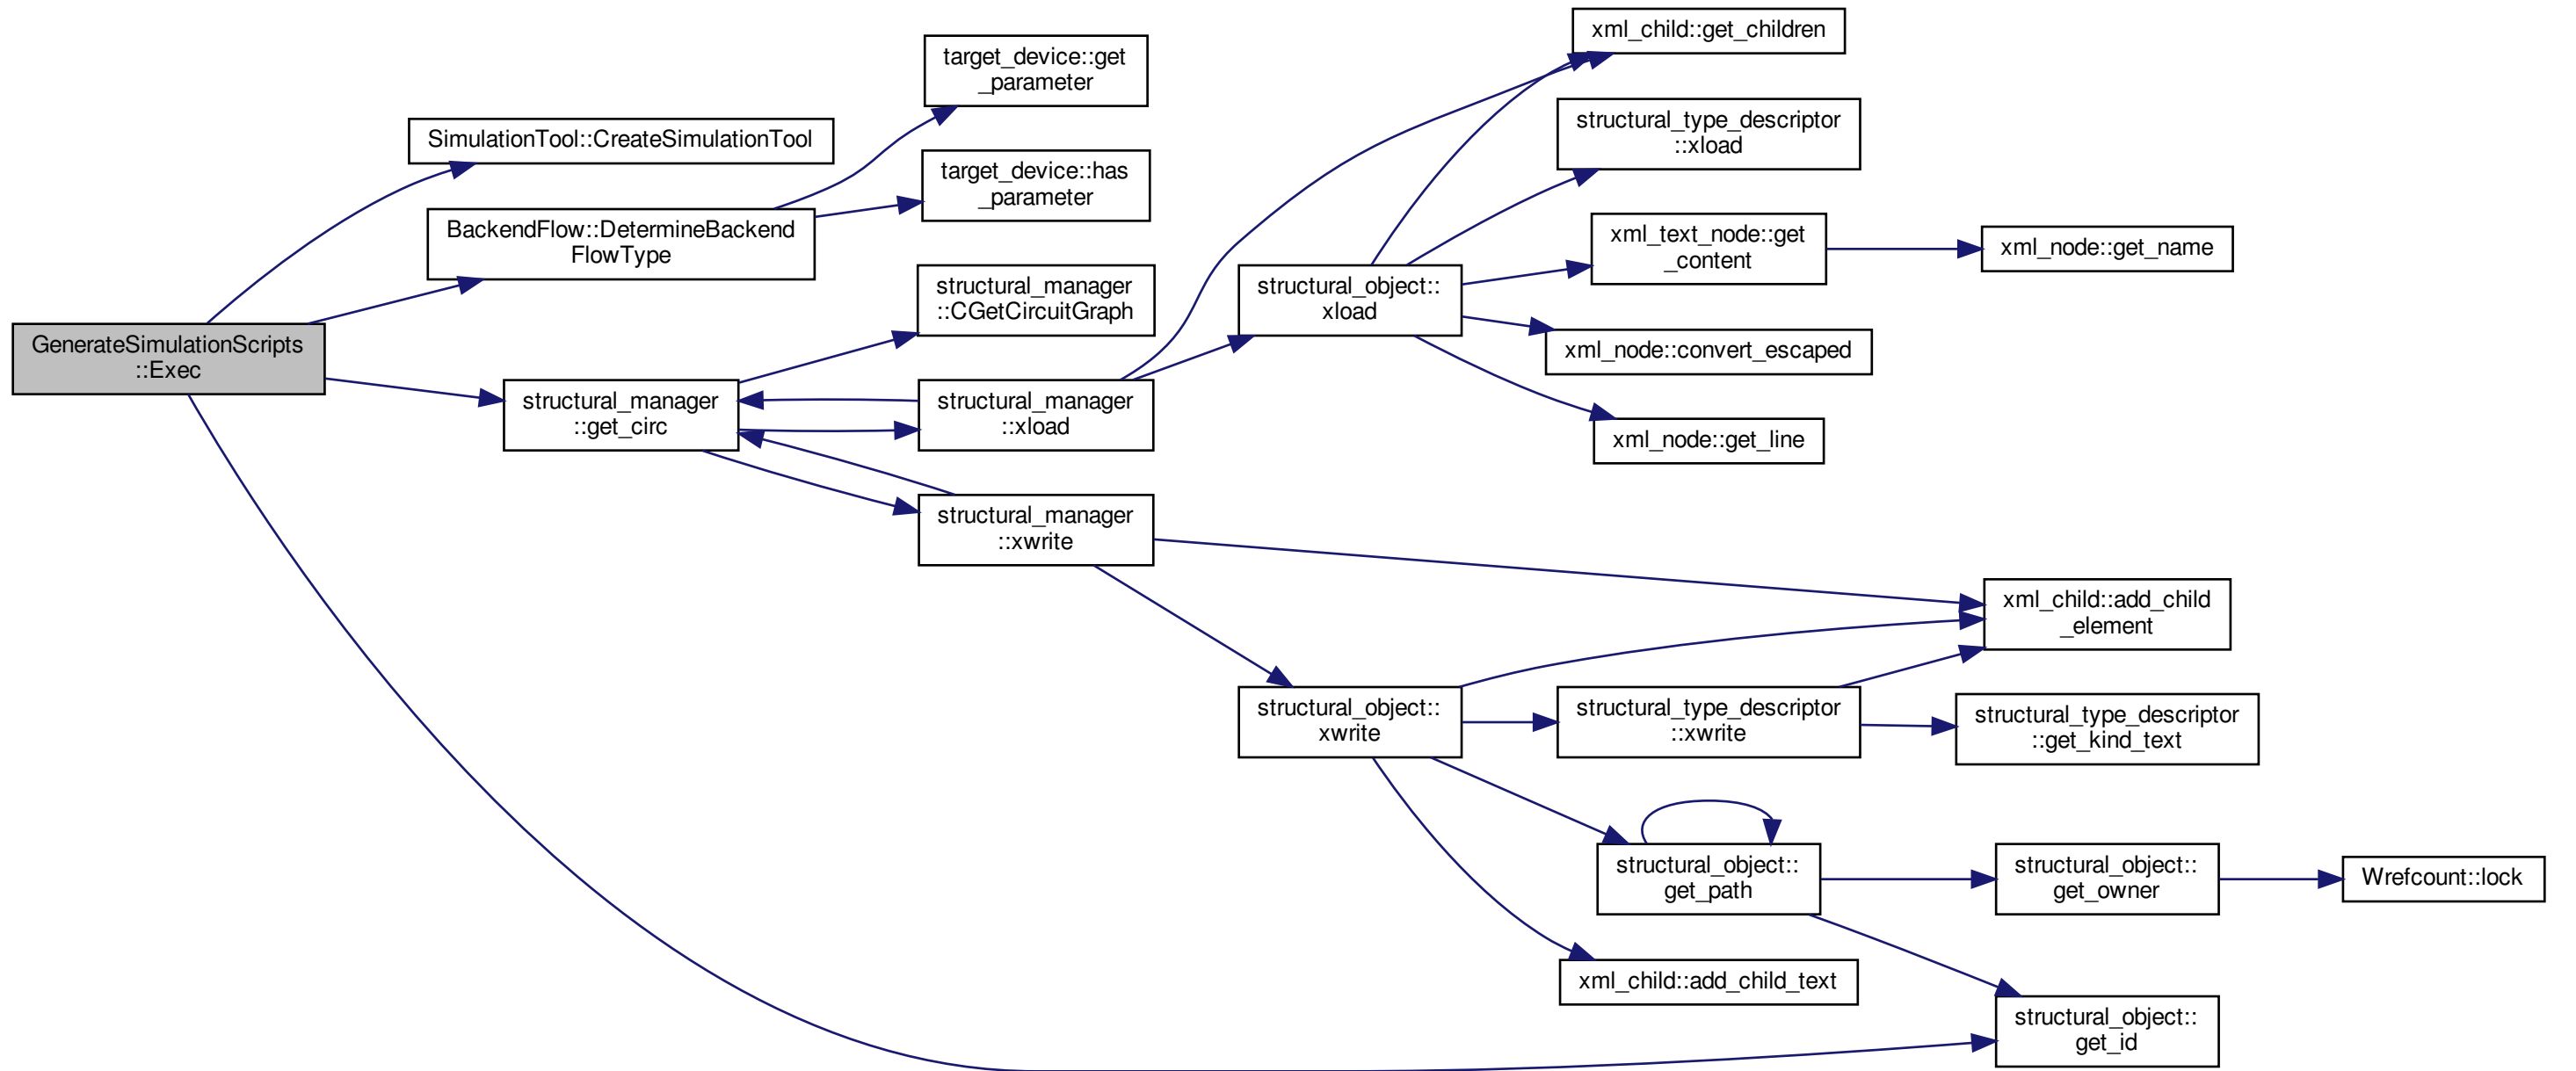 GenerateSimulationScripts
::Exec
SimulationTool::CreateSimulationTool
BackendFlow::DetermineBackend
FlowType
target_device::get
_parameter
target_device::has
_parameter
structural_manager
::get_circ
structural_manager
::CGetCircuitGraph
structural_manager
::xload
structural_manager
::xwrite
structural_object::
xload
xml_child::get_children
structural_type_descriptor
::xload
xml_text_node::get
_content
xml_node::get_name
xml_node::convert_escaped
xml_node::get_line
structural_object::
xwrite
xml_child::add_child
_element
structural_type_descriptor
::xwrite
structural_type_descriptor
::get_kind_text
structural_object::
get_path
structural_object::
get_owner
Wrefcount::lock
xml_child::add_child_text
structural_object::
get_id